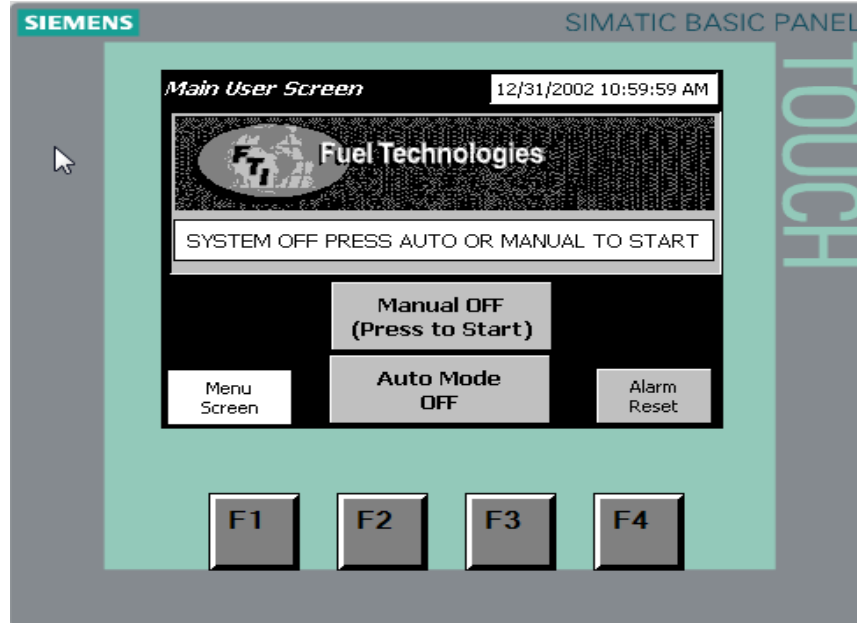 SIEMENS
SIMATIC BASIC PANEL
TOUCH
Main User Screen
12/31/2002 10:59:59 AM
FTI
Fuel Technologies
SYSTEM OFF PRESS AUTO OR MANUAL TO START
Manual OFF
(Press to Start)
Auto Mode
OFF
Menu
Screen
Alarm
Reset
F1
F2
F3
F4